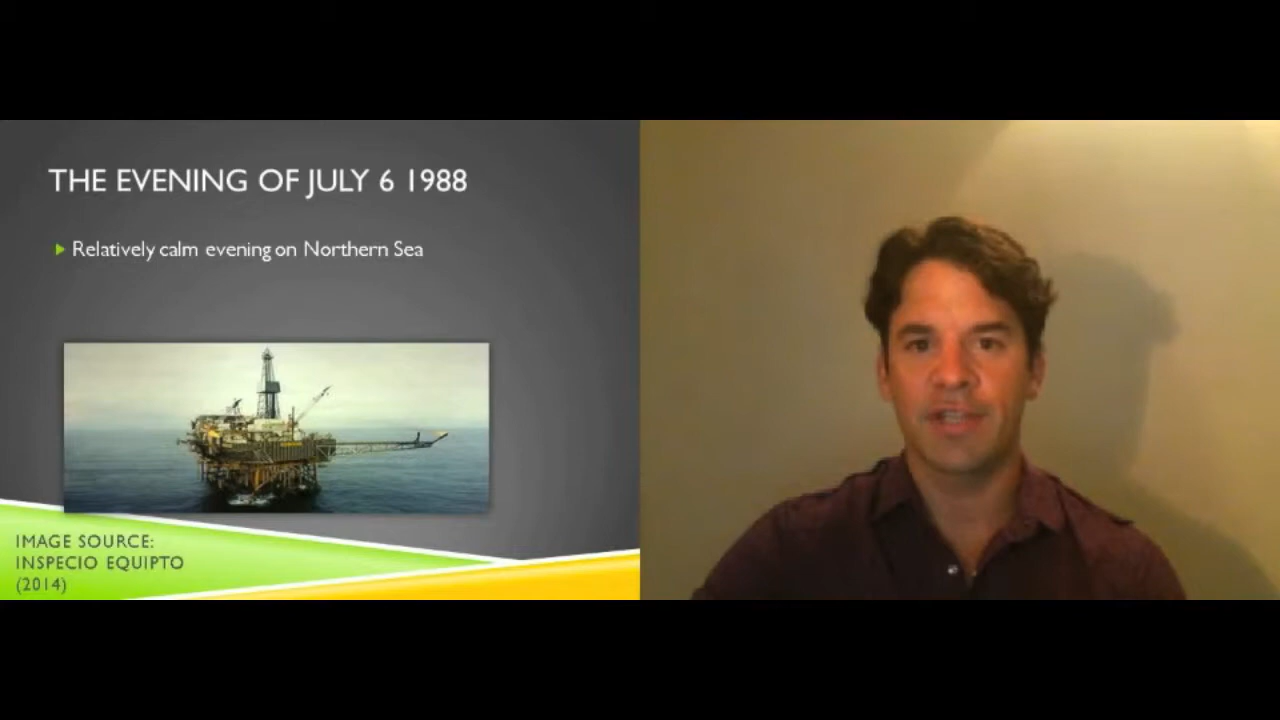 THE EVENING OF JULY 6 1988
Relatively calm evening on Northern Sea
IMAGE SOURCE:
INSPECIO EQUIPTO
(2014)